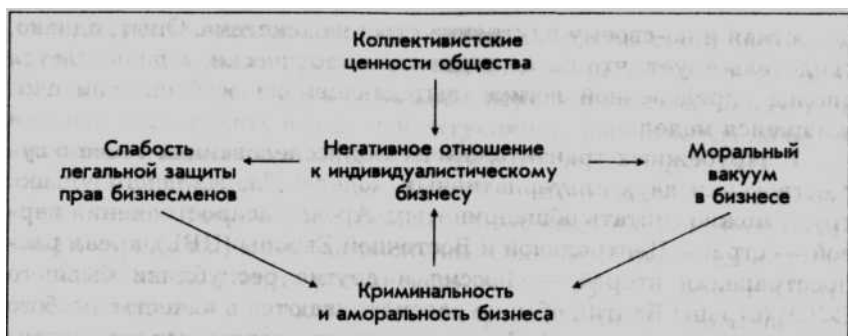 Коллективистские
ценности общества
Слабость
легальной защиты
прав бизнесменов
Негативное отношение
к индивидуалистическому
бизнесу
Моральный
вакуум
в бизнесе
Криминальность
и аморальность бизнеса